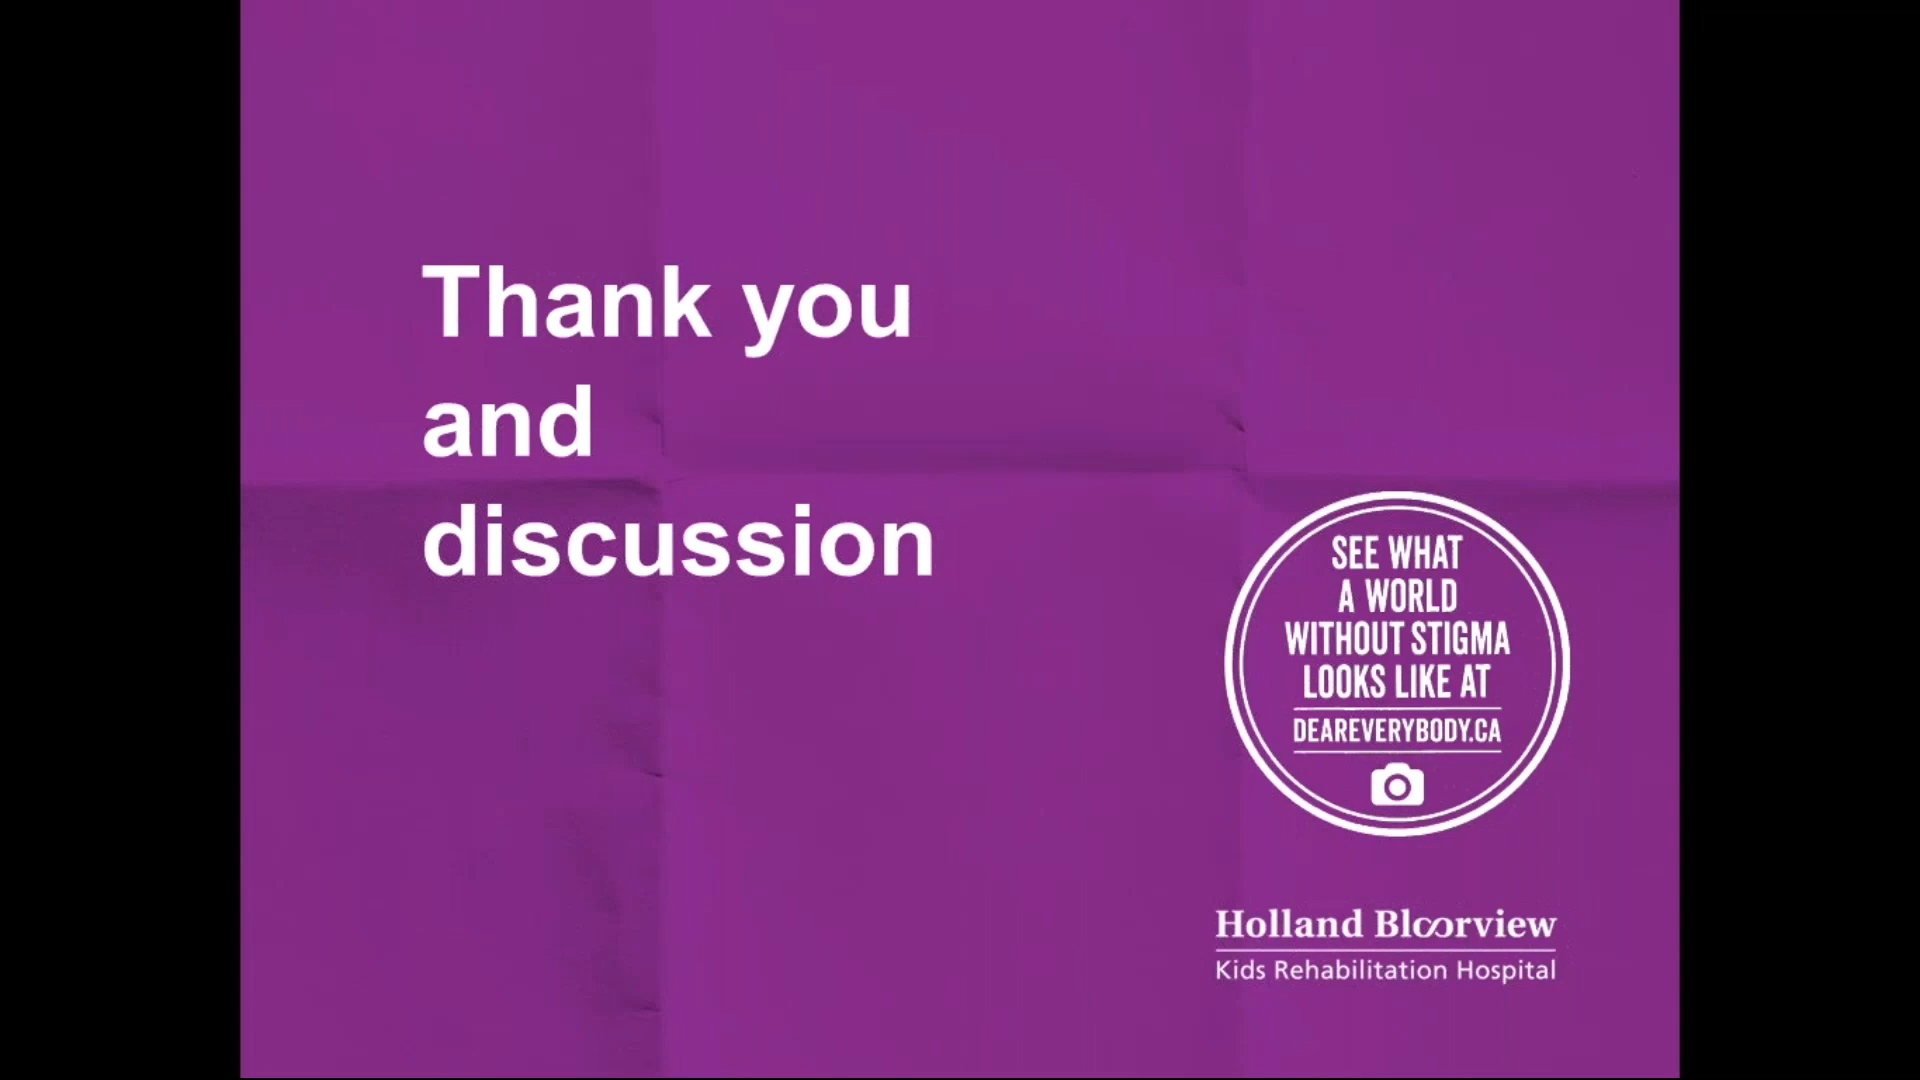 Thank you
and
discussion
SEE WHAT
A WORLD
WITHOUT STIGMA
LOOKS LIKE AT
DEAREVERYBODY.CA
Holland Bloorview
Kids Rehabilitation Hospital